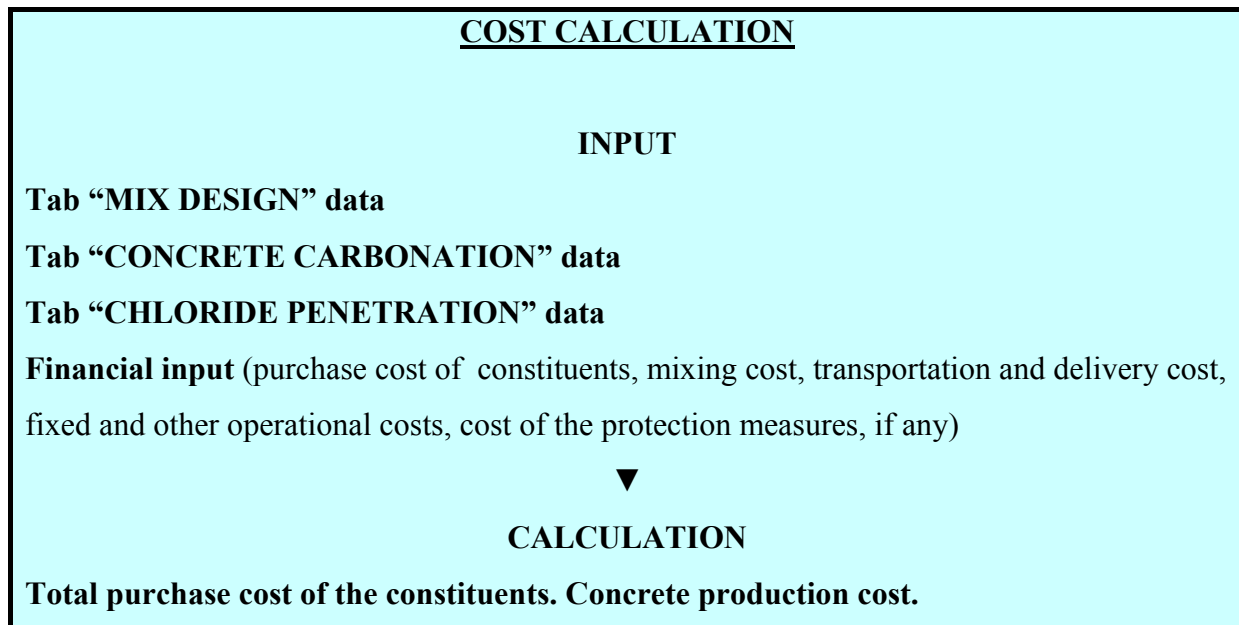 COST CALCULATION
INPUT
Tab “MIX DESIGN” data
Tab “CONCRETE CARBONATION” data
Tab “CHLORIDE PENETRATION” data
Financial input (purchase cost of constituents, mixing cost, transportation and delivery cost,
fixed and other operational costs, cost of the protection measures, if any)
▼
CALCULATION
Total purchase cost of the constituents. Concrete production cost.